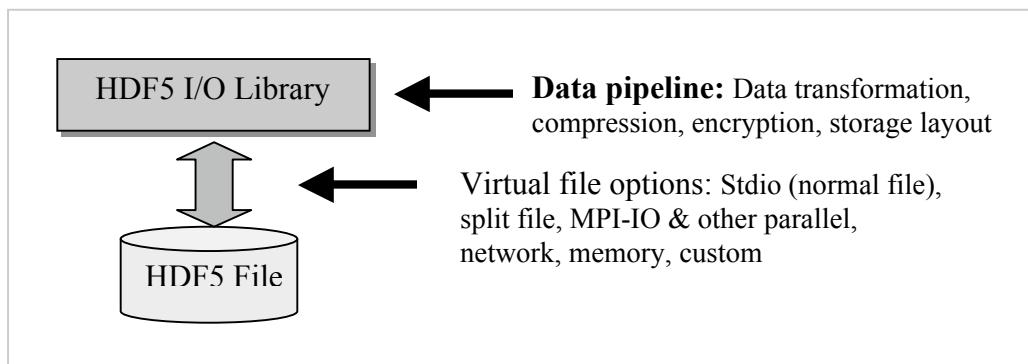 HDF5 I/O Library
Data pipeline: Data transformation,
compression, encryption, storage layout
Virtual file options: Stdio (normal file),
split file, MPI-IO & other parallel,
network, memory, custom
HDF5 File